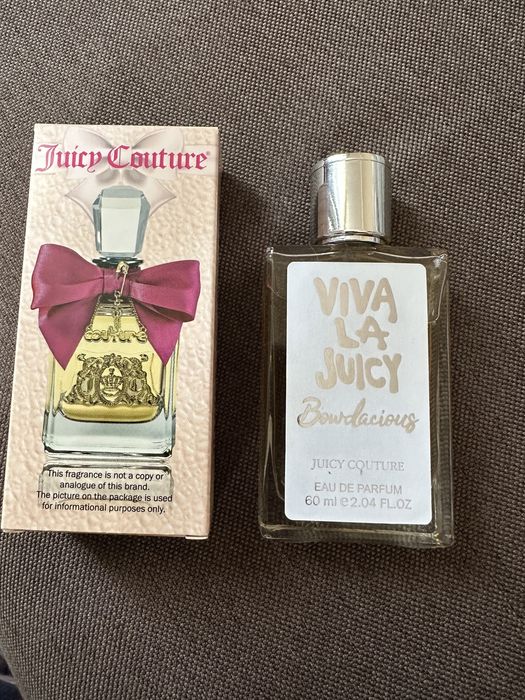 Juicy Couture®
couture
This fragrance is not a copy or
analogue of this brand.
The picture on the package is used
for informational purposes only.
VIVA
LA
JUICY
Bowdacious
JUICY COUTURE
EAU DE PARFUM
60 ml e 2.04 FL.OZ